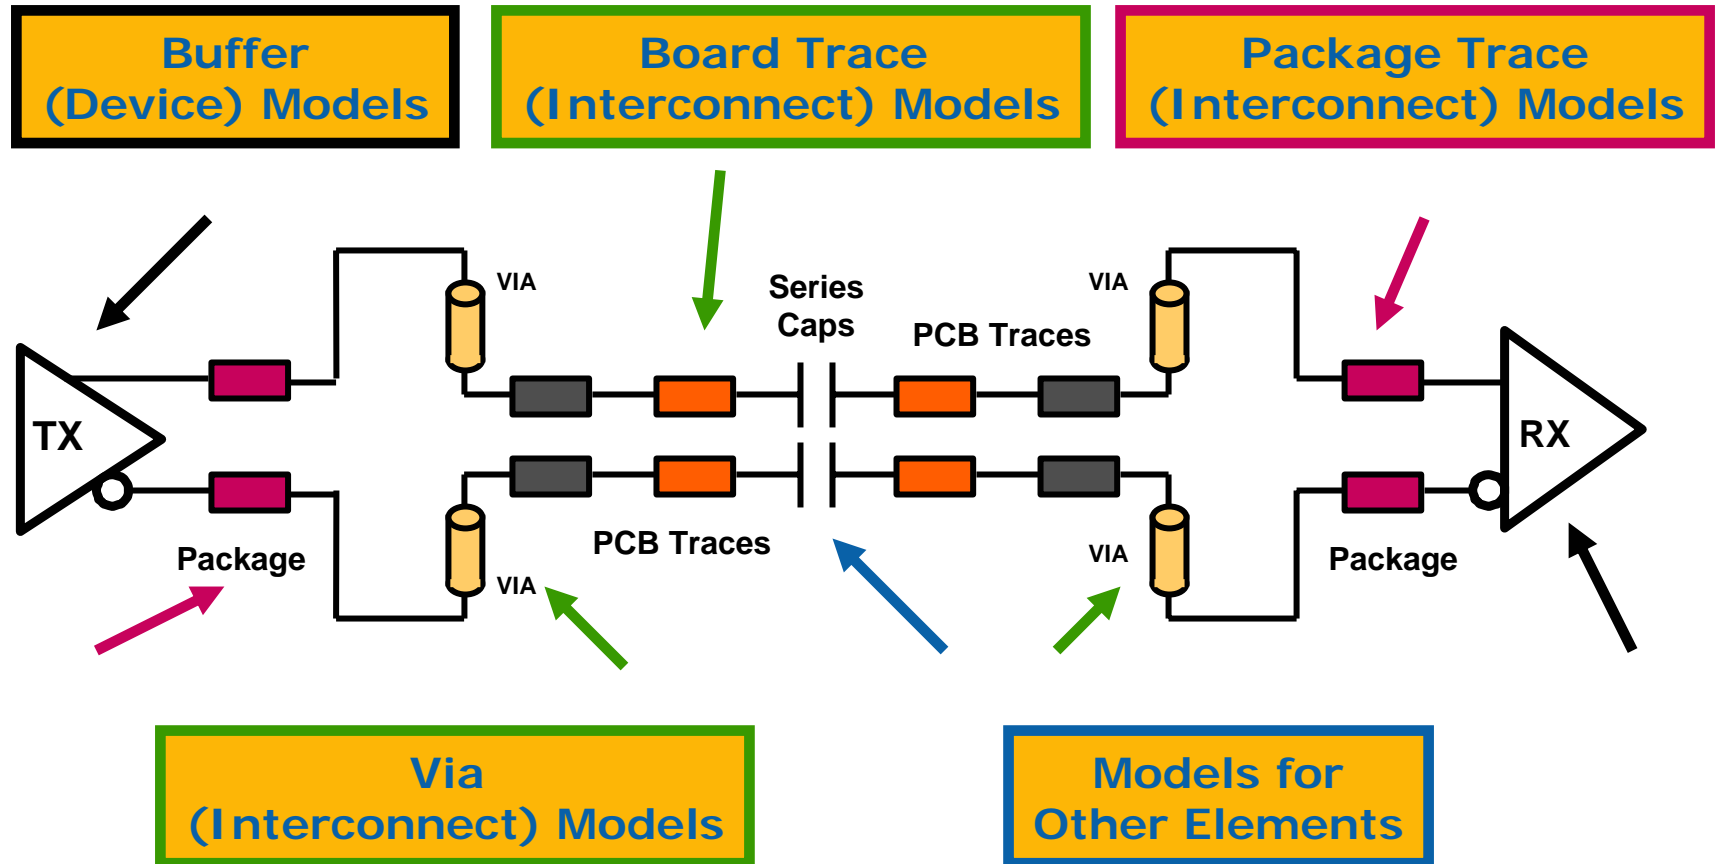 Buffer
(Device) Models
Board Trace
(Interconnect) Models
Package Trace
(Interconnect) Models
VIA
Series
Caps
VIA
PCB Traces
TX
RX
PCB Traces
VIA
VIA
Package
Package
Via
(Interconnect) Models
Models for
Other Elements